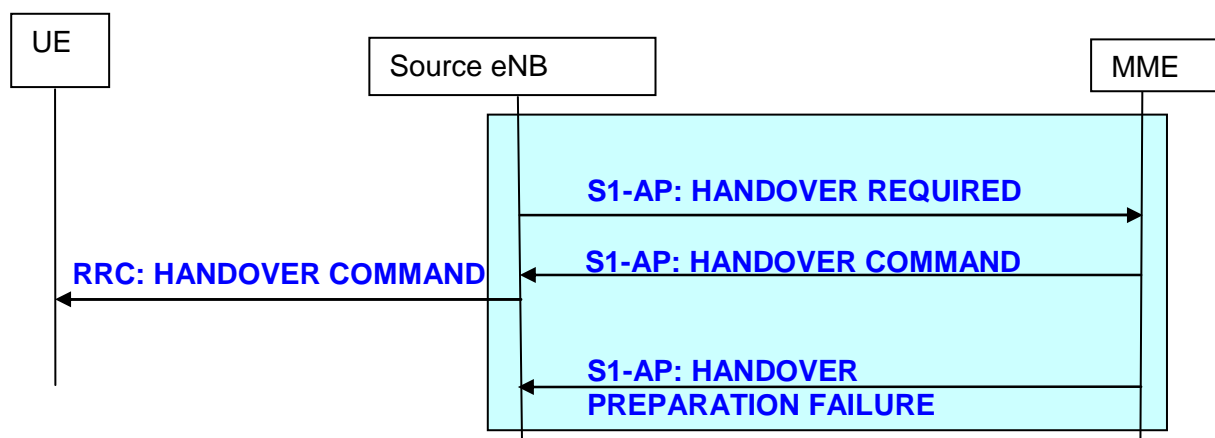 UE
Source eNB
MME
S1-AP: HANDOVER REQUIRED
S1-AP: HANDOVER COMMAND
RRC: HANDOVER COMMAND
S1-AP: HANDOVER
PREPARATION FAILURE